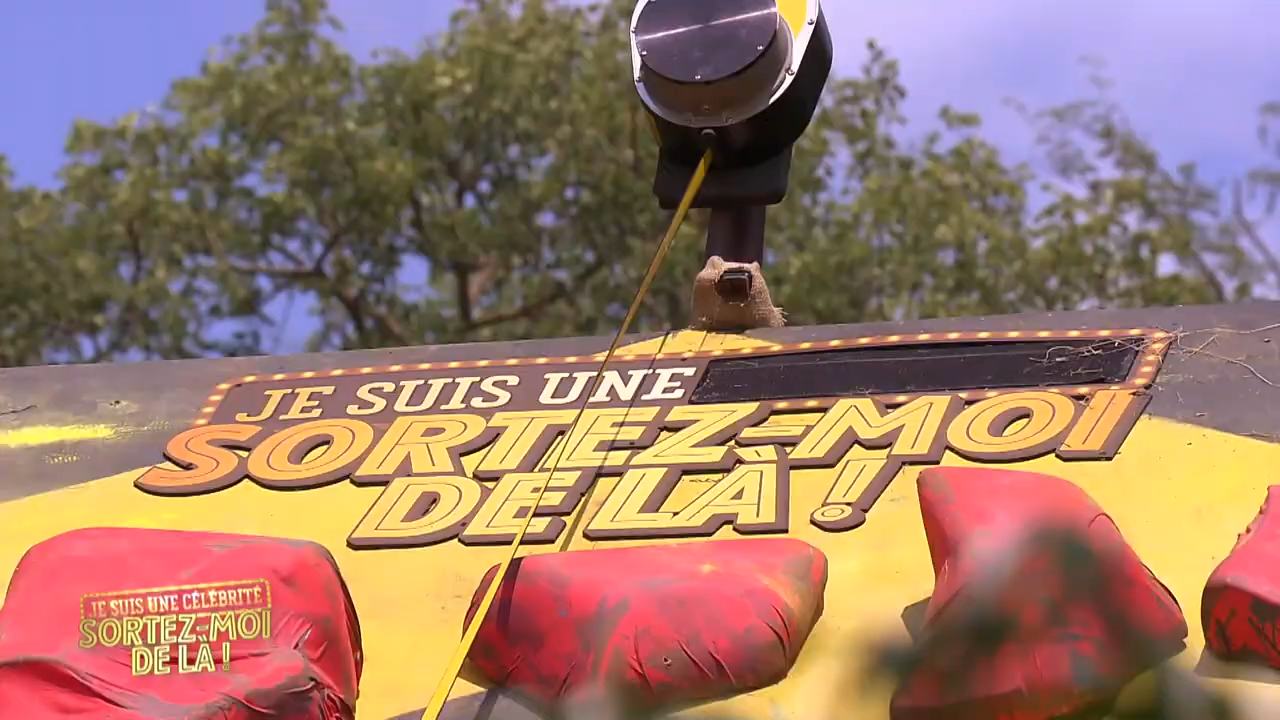 JE SUIS UNE
SORTEZ-MOI
DE LÀ !
JE SUIS UNE CÉLÉBRITÉ
SORTEZ-MOI
DE LÀ !